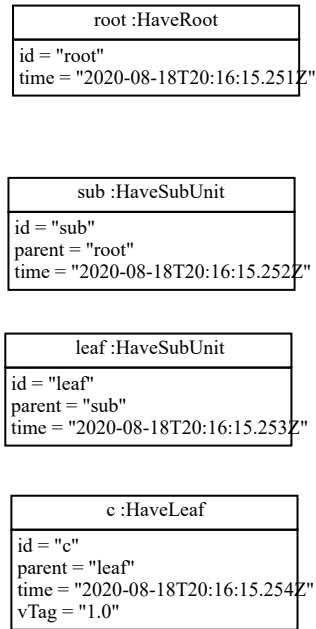 root :HaveRoot
id = "root"
time = "2020-08-18T20:16:15.251Z"
sub :HaveSubUnit
id = "sub"
parent = "root"
time = "2020-08-18T20:16:15.252Z"
leaf :HaveSubUnit
id = "leaf"
parent = "sub"
time = "2020-08-18T20:16:15.253Z"
c :HaveLeaf
id = "c"
parent = "leaf"
time = "2020-08-18T20:16:15.254Z"
vTag = "1.0"